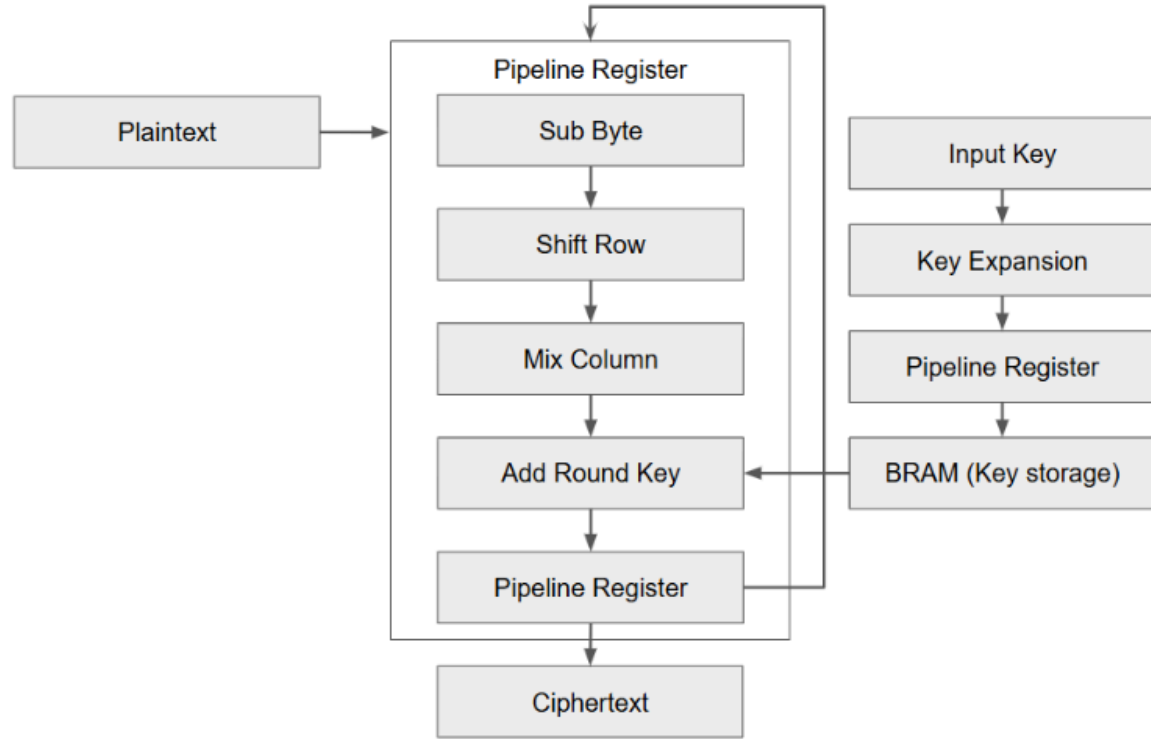 Pipeline Register
Plaintext
Sub Byte
Shift Row
Mix Column
Add Round Key
Pipeline Register
Ciphertext
Input Key
Key Expansion
Pipeline Register
BRAM (Key storage)